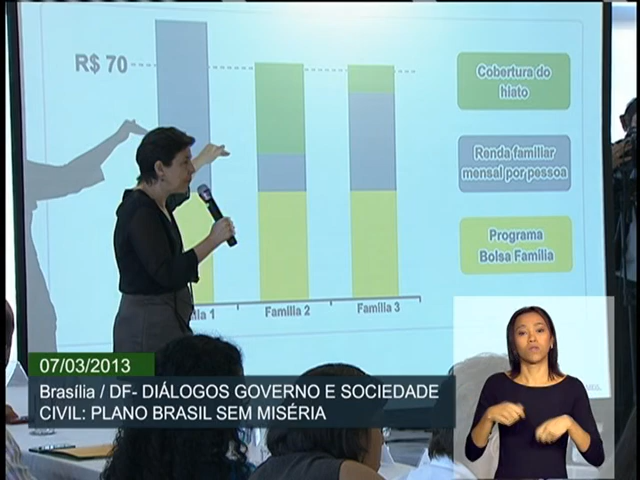 R$ 70
Cobertura do
hiato
Renda familiar
mensal por pessoa
Programa
Bolsa Família
1
Família 2
Família 3
07/03/2013
Brasília / DF- DIÁLOGOS GOVERNO E SOCIEDADE
CIVIL: PLANO BRASIL SEM MISÉRIA